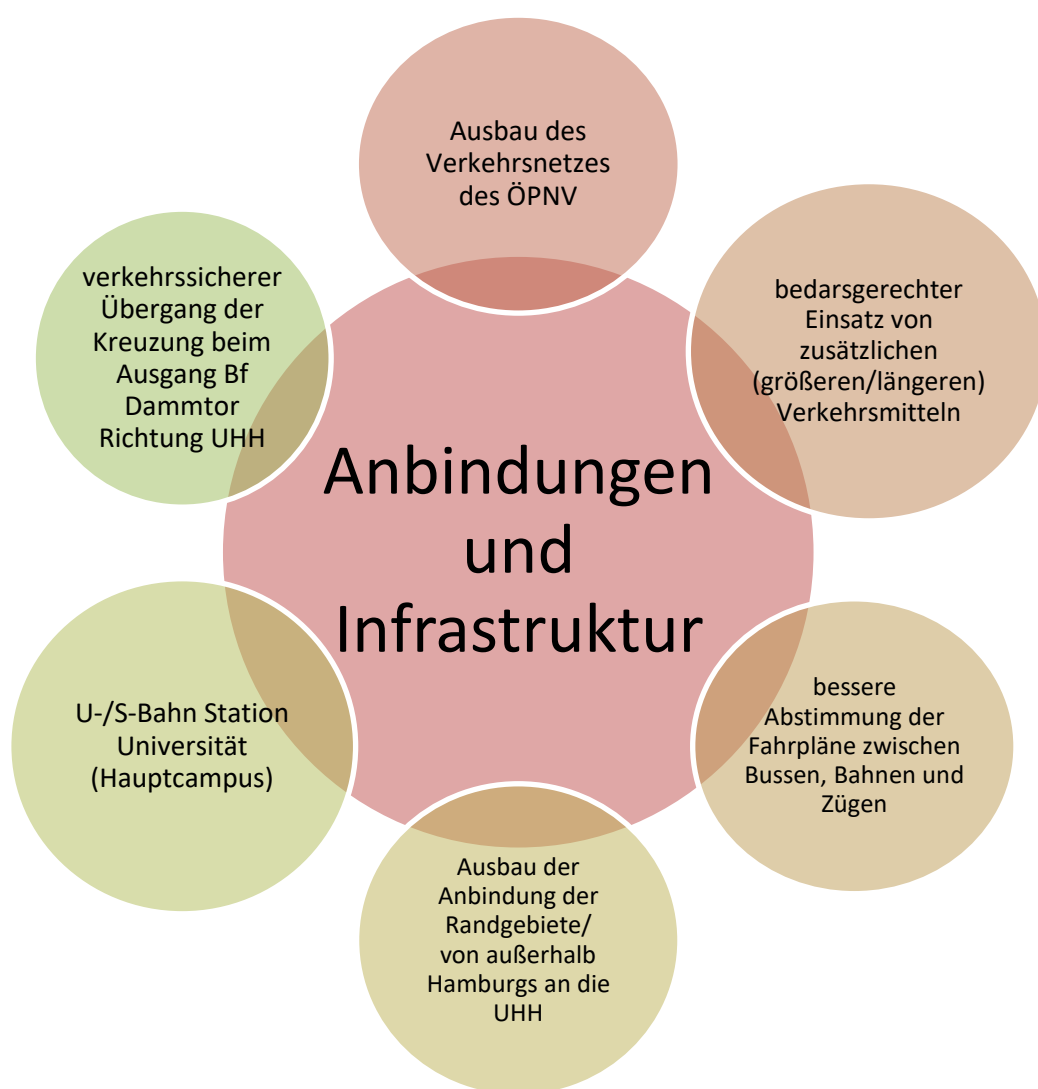 Ausbau des
Verkehrsnetzes
des ÖPNV
bedarsgerechter
Einsatz von
zusätzlichen
(größeren/längeren)
Verkehrsmitteln
bessere
Abstimmung der
Fahrpläne zwischen
Bussen, Bahnen und
Zügen
Ausbau der
Anbindung der
Randgebiete/
von außerhalb
Hamburgs an die
UHH
U-/S-Bahn Station
Universität
(Hauptcampus)
verkehrssicherer
Übergang der
Kreuzung beim
Ausgang Bf
Dammtor
Richtung UHH
Anbindungen
und
Infrastruktur